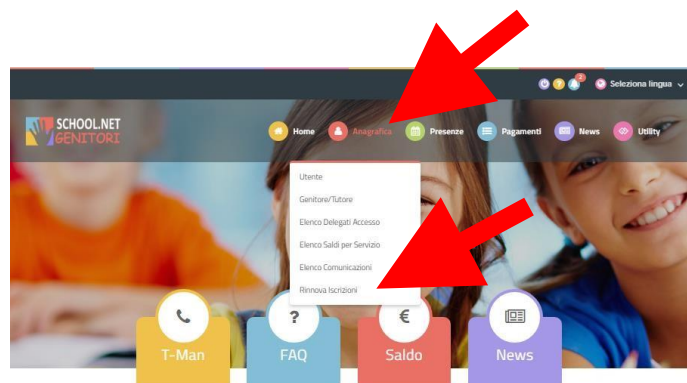 2
Seleziona lingua
SCHOOL.NET
GENITORI
Home Anagrafica Presenze Pagamenti News Utility
Utente
Genitore/Tutore
Elenco Delegati Accesso
Elenco Saldi per Servizio
Elenco Comunicazioni
Rinnova Iscrizioni
? €
T-Man FAQ Saldo News